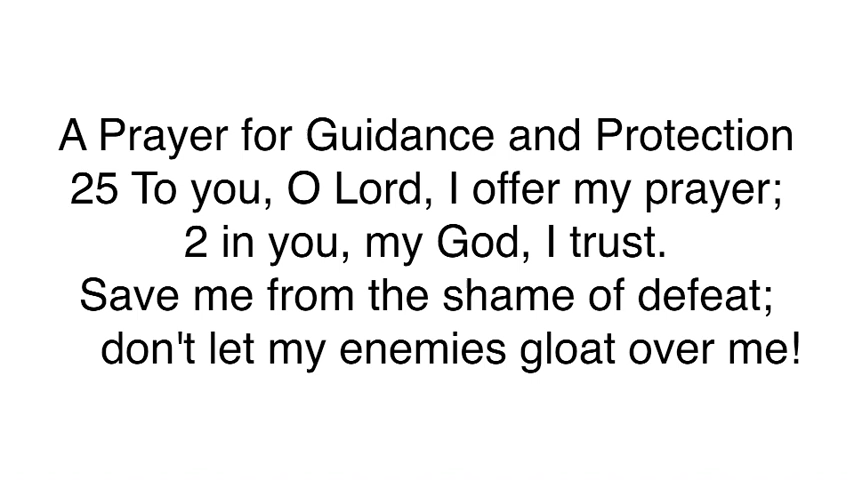 A Prayer for Guidance and Protection
25 To you, O Lord, I offer my prayer;
2 in you, my God, I trust.
Save me from the shame of defeat;
don't let my enemies gloat over me!